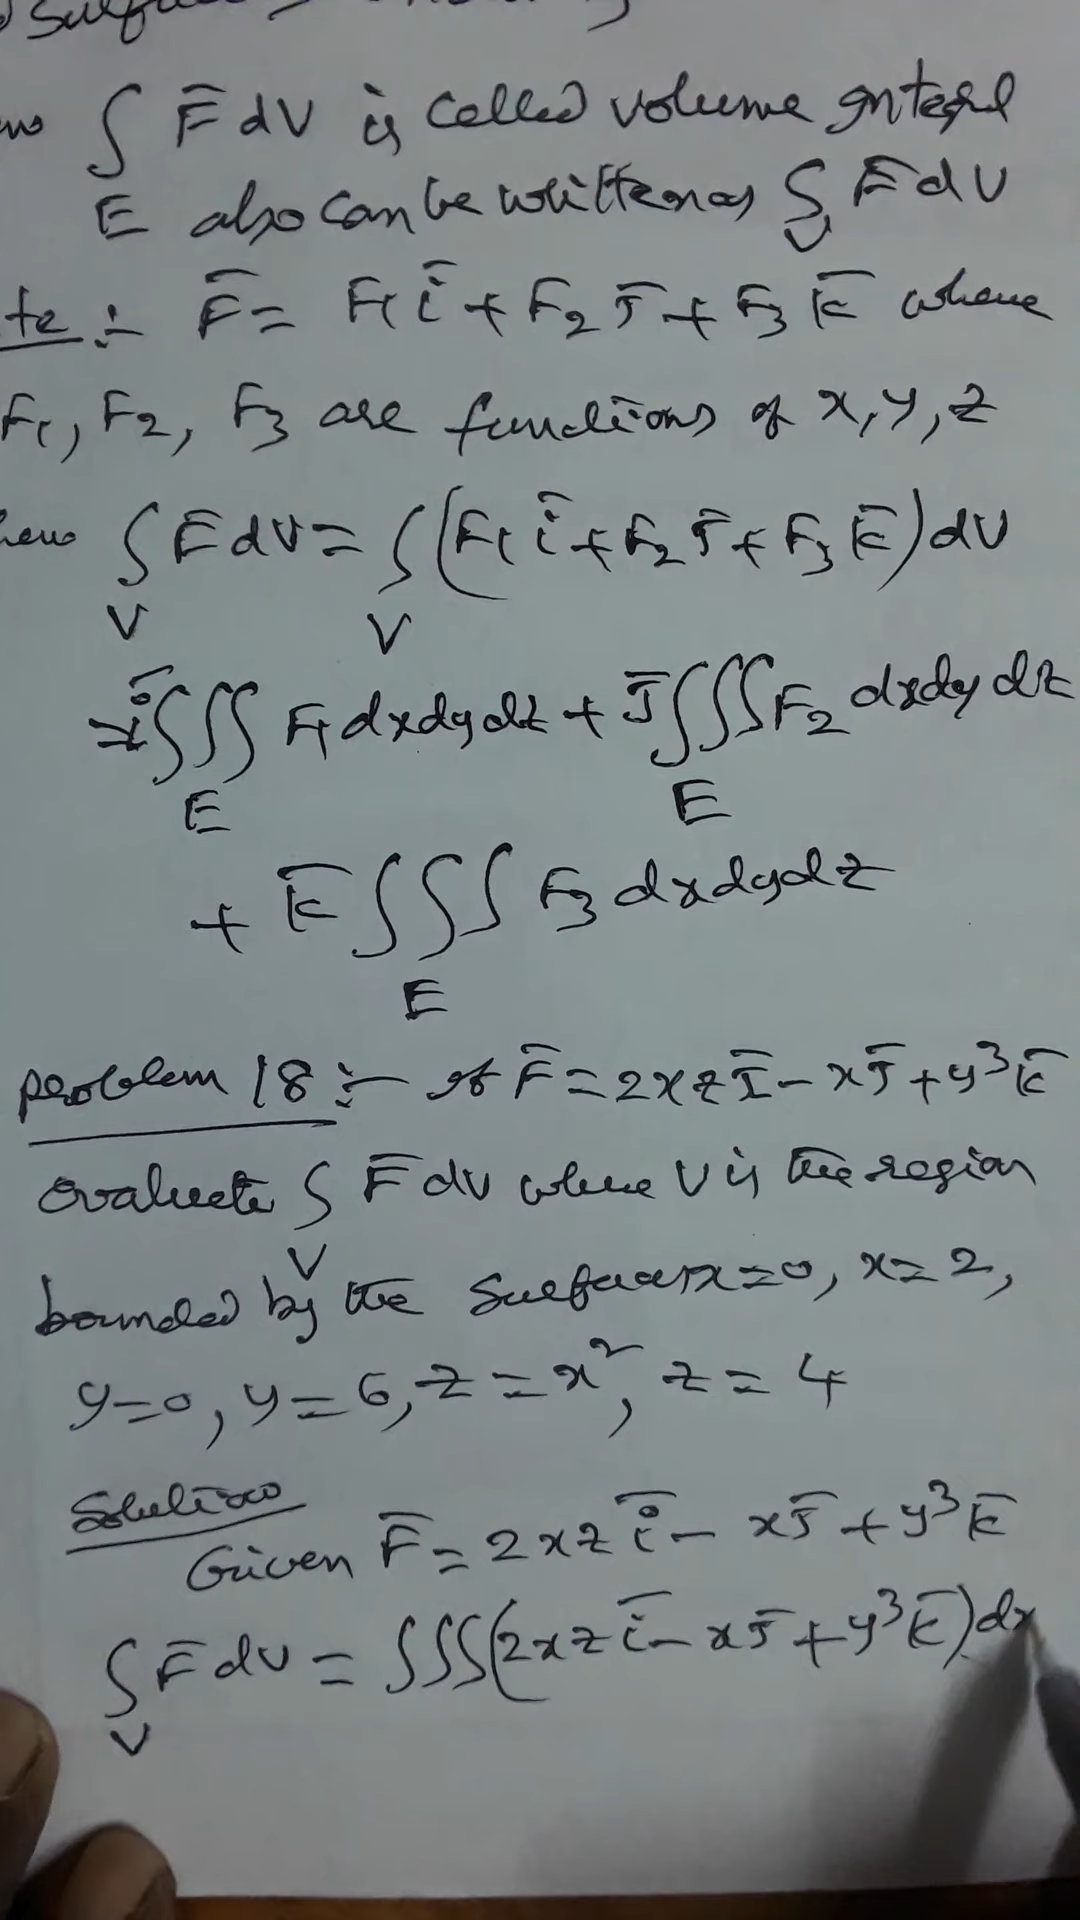 ∫ F̅ dV is called volume integral
E also can be written as ∫ F̅ dV
V
te :- F̅ = F₁ i̅ + F₂ J̅ + F₃ k̅ where
F₁, F₂, F₃ are functions of x, y, z
∫ F̅ dV = ∫ (F₁ i̅ + F₂ J̅ + F₃ k̅) dV
V V
= i̅ ∫∫∫ F₁ dxdydz + J̅ ∫∫∫ F₂ dxdydz
E E
+ k̅ ∫∫∫ F₃ dxdydz
E
problem 18 :- If F̅ = 2xz i̅ - x J̅ + y³ k̅
evaluate ∫ F̅ dV where V is the region
V
bounded by the surfaces x = 0, x = 2,
y = 0, y = 6, z = x², z = 4
Solution
Given F̅ = 2xz i̅ - x J̅ + y³ k̅
∫ F̅ dV = ∫∫∫ (2xz i̅ - x J̅ + y³ k̅) dx
V